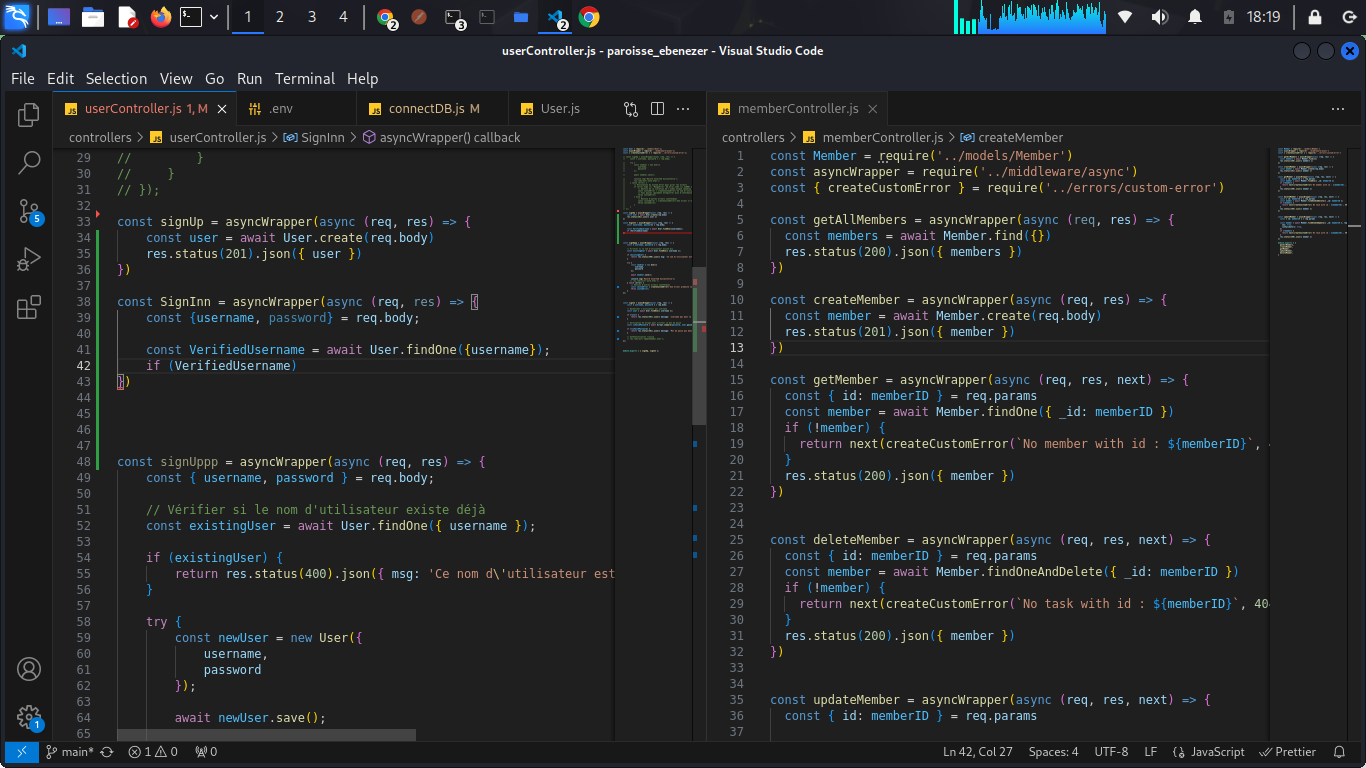 1 2 3 4 2 3 2 18:19
userController.js - paroisse_ebenezer - Visual Studio Code
File Edit Selection View Go Run Terminal Help
userController.js 1, M .env connectDB.js M User.js
controllers > userController.js > SignInn > asyncWrapper() callback
29 // }
30 // }
31 // });
32
33 const signUp = asyncWrapper(async (req, res) => {
34 const user = await User.create(req.body)
35 res.status(201).json({ user })
36 })
37
38 const SignInn = asyncWrapper(async (req, res) => {
39 const {username, password} = req.body;
40
41 const VerifiedUsername = await User.findOne({username});
42 if (VerifiedUsername)
43 })
44
45
46
47
48 const signUppp = asyncWrapper(async (req, res) => {
49 const { username, password } = req.body;
50
51 // Vérifier si le nom d'utilisateur existe déjà
52 const existingUser = await User.findOne({ username });
53
54 if (existingUser) {
55 return res.status(400).json({ msg: 'Ce nom d\'utilisateur est
56 }
57
58 try {
59 const newUser = new User({
60 username,
61 password
62 });
63
64 await newUser.save();
65
memberController.js
controllers > memberController.js > createMember
1 const Member = require('../models/Member')
2 const asyncWrapper = require('../middleware/async')
3 const { createCustomError } = require('../errors/custom-error')
4
5 const getAllMembers = asyncWrapper(async (req, res) => {
6 const members = await Member.find({})
7 res.status(200).json({ members })
8 })
9
10 const createMember = asyncWrapper(async (req, res) => {
11 const member = await Member.create(req.body)
12 res.status(201).json({ member })
13 })
14
15 const getMember = asyncWrapper(async (req, res, next) => {
16 const { id: memberID } = req.params
17 const member = await Member.findOne({ _id: memberID })
18 if (!member) {
19 return next(createCustomError(`No member with id : ${memberID}`,
20 }
21 res.status(200).json({ member })
22 })
23
24
25 const deleteMember = asyncWrapper(async (req, res, next) => {
26 const { id: memberID } = req.params
27 const member = await Member.findOneAndDelete({ _id: memberID })
28 if (!member) {
29 return next(createCustomError(`No task with id : ${memberID}`, 404
30 }
31 res.status(200).json({ member })
32 })
33
34
35 const updateMember = asyncWrapper(async (req, res, next) => {
36 const { id: memberID } = req.params
37
5
1
main* 1 0 0 Ln 42, Col 27 Spaces: 4 UTF-8 LF JavaScript Prettier